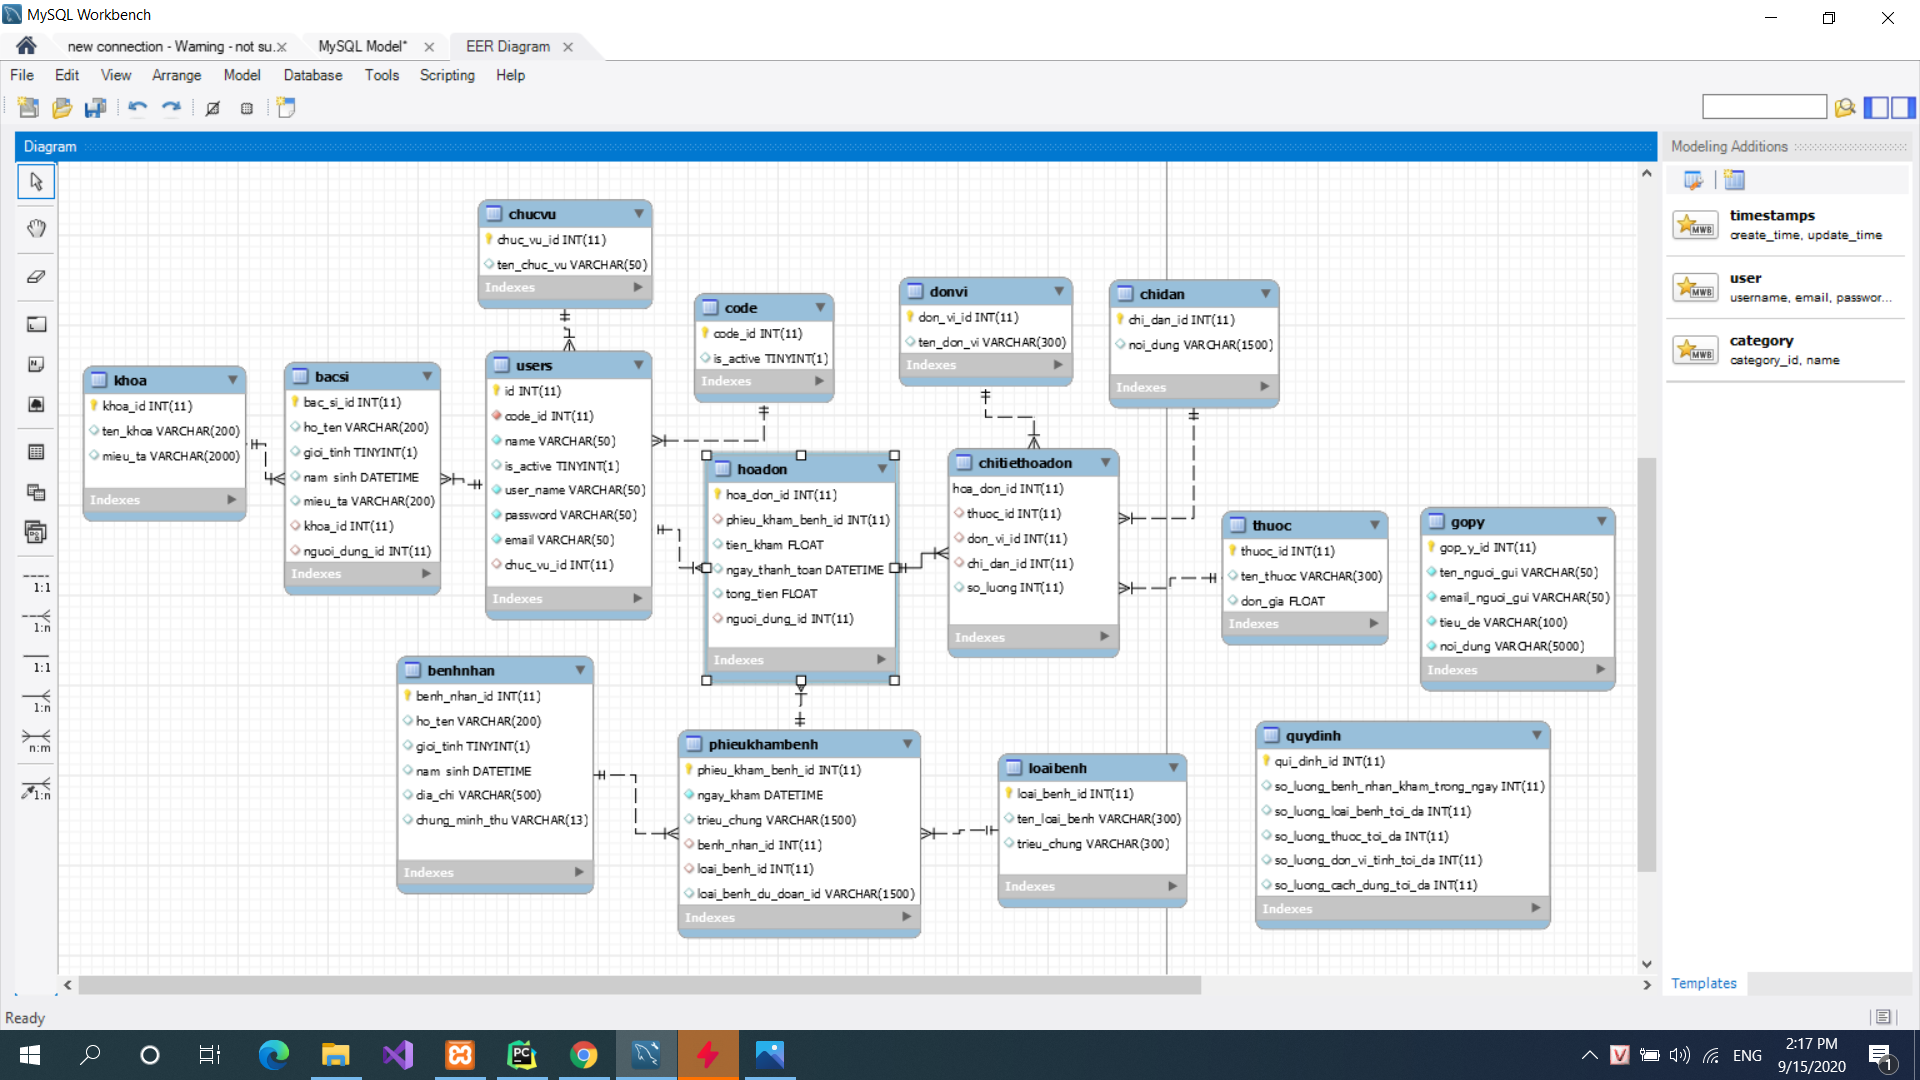 MySQL Workbench
new connection - Warning - not su...
MySQL Model*
EER Diagram
File Edit View Arrange Model Database Tools Scripting Help
Diagram
Modeling Additions
timestamps
create_time, update_time
user
username, email, passwor...
category
category_id, name
Templates
1:1
1:n
1:1
1:n
n:m
1:n
chucvu
chuc_vu_id INT(11)
ten_chuc_vu VARCHAR(50)
Indexes
code
code_id INT(11)
is_active TINYINT(1)
Indexes
donvi
don_vi_id INT(11)
ten_don_vi VARCHAR(300)
Indexes
chidan
chi_dan_id INT(11)
noi_dung VARCHAR(1500)
Indexes
khoa
khoa_id INT(11)
ten_khoa VARCHAR(200)
mieu_ta VARCHAR(2000)
Indexes
bacsi
bac_si_id INT(11)
ho_ten VARCHAR(200)
gioi_tinh TINYINT(1)
nam_sinh DATETIME
mieu_ta VARCHAR(200)
khoa_id INT(11)
nguoi_dung_id INT(11)
Indexes
users
id INT(11)
code_id INT(11)
name VARCHAR(50)
is_active TINYINT(1)
user_name VARCHAR(50)
password VARCHAR(50)
email VARCHAR(50)
chuc_vu_id INT(11)
Indexes
hoadon
hoa_don_id INT(11)
phieu_kham_benh_id INT(11)
tien_kham FLOAT
ngay_thanh_toan DATETIME
tong_tien FLOAT
nguoi_dung_id INT(11)
Indexes
chitiethoadon
hoa_don_id INT(11)
thuoc_id INT(11)
don_vi_id INT(11)
chi_dan_id INT(11)
so_luong INT(11)
Indexes
thuoc
thuoc_id INT(11)
ten_thuoc VARCHAR(300)
don_gia FLOAT
Indexes
gopy
gop_y_id INT(11)
ten_nguoi_gui VARCHAR(50)
email_nguoi_gui VARCHAR(50)
tieu_de VARCHAR(100)
noi_dung VARCHAR(5000)
Indexes
benhnhan
benh_nhan_id INT(11)
ho_ten VARCHAR(200)
gioi_tinh TINYINT(1)
nam_sinh DATETIME
dia_chi VARCHAR(500)
chung_minh_thu VARCHAR(13)
Indexes
phieukhambenh
phieu_kham_benh_id INT(11)
ngay_kham DATETIME
trieu_chung VARCHAR(1500)
benh_nhan_id INT(11)
loai_benh_id INT(11)
loai_benh_du_doan_id VARCHAR(1500)
Indexes
loaibenh
loai_benh_id INT(11)
ten_loai_benh VARCHAR(300)
trieu_chung VARCHAR(300)
Indexes
quydinh
qui_dinh_id INT(11)
so_luong_benh_nhan_kham_trong_ngay INT(11)
so_luong_loai_benh_toi_da INT(11)
so_luong_thuoc_toi_da INT(11)
so_luong_don_vi_tinh_toi_da INT(11)
so_luong_cach_dung_toi_da INT(11)
Indexes
Ready
ENG
2:17 PM
9/15/2020
1